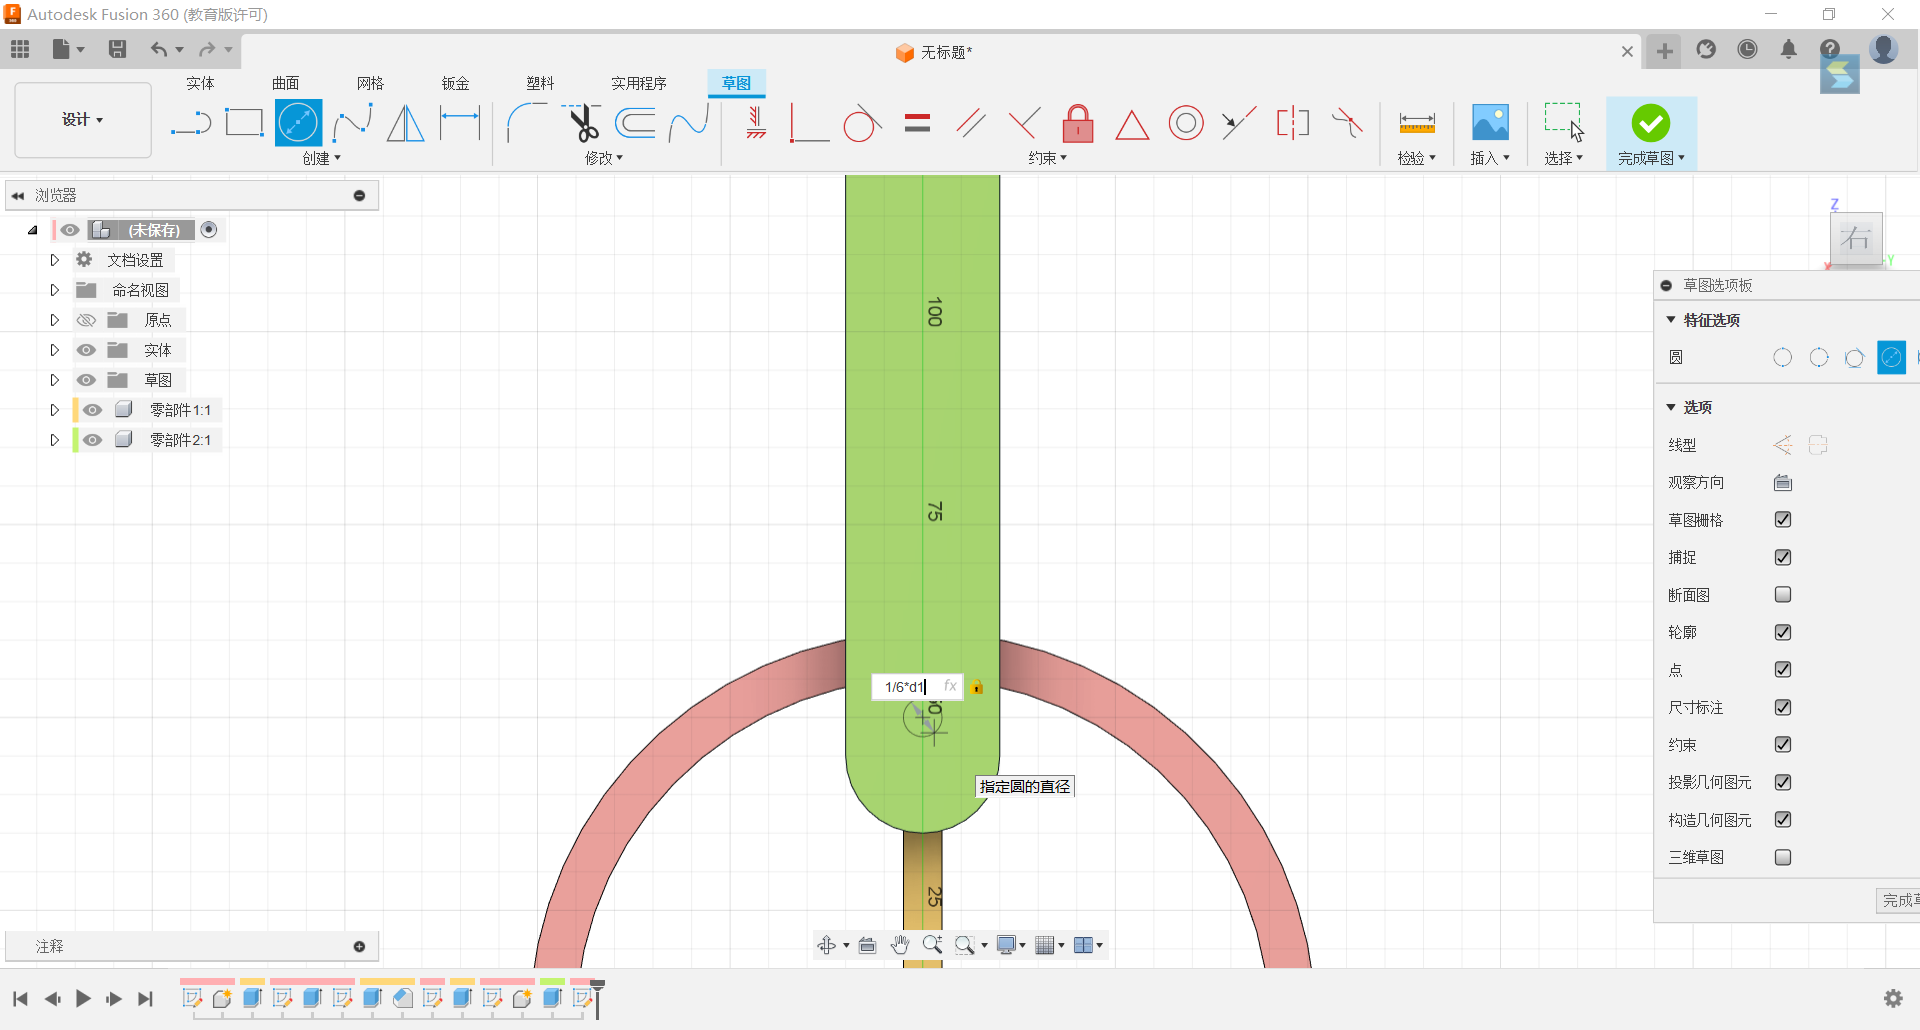 Autodesk Fusion 360 (教育版许可)
无标题*
实体 曲面 网格 钣金 塑料 实用程序 草图
设计
创建 修改 约束 检验 插入 选择 完成草图
浏览器
(未保存)
文档设置
命名视图
原点
实体
草图
零部件1:1
零部件2:1
100
75
1/6*d1 fx
指定圆的直径
25
Z
右
Y
X
草图选项板
特征选项
圆
选项
线型
观察方向
草图栅格
捕捉
断面图
轮廓
点
尺寸标注
约束
投影几何图元
构造几何图元
三维草图
注释